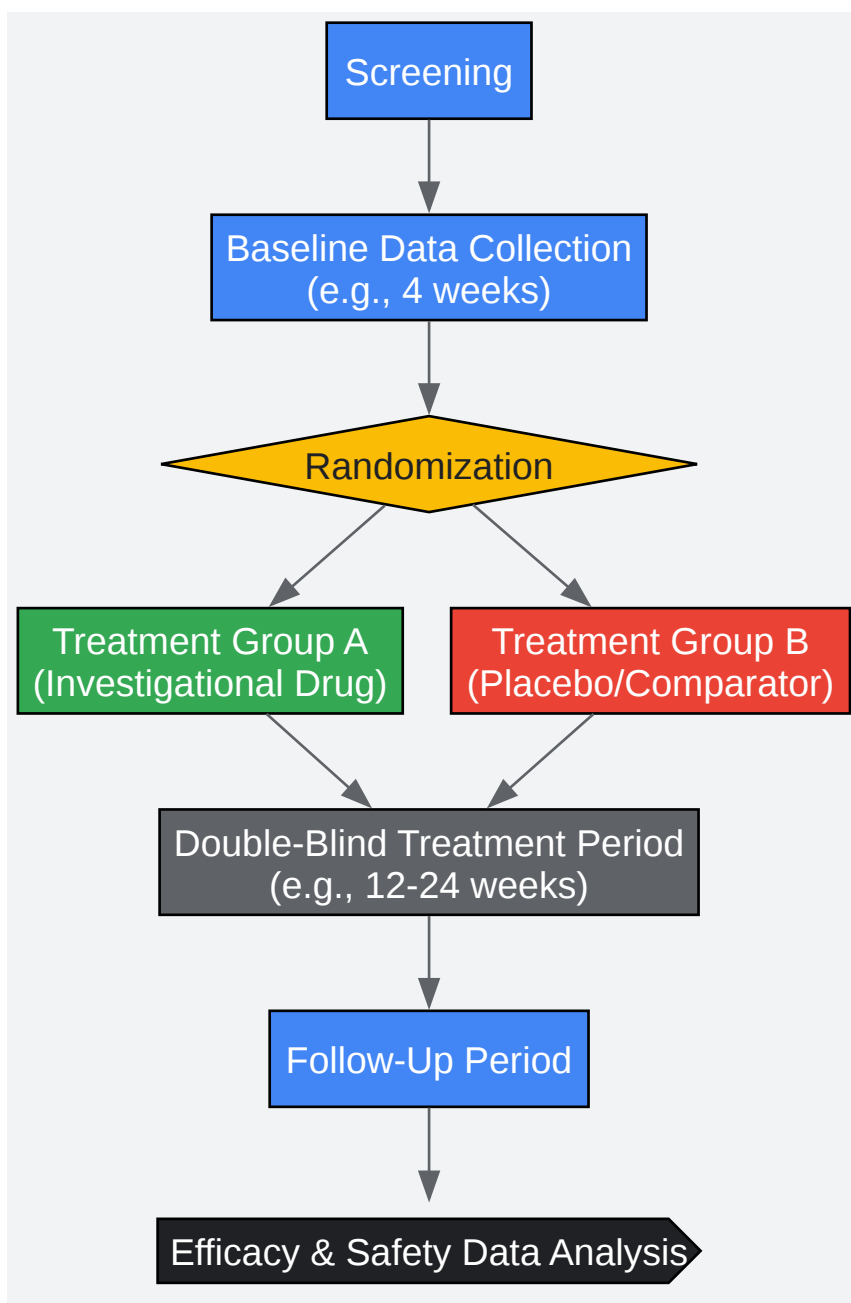 Screening
Baseline Data Collection
(e.g., 4 weeks)
Randomization
Treatment Group A
(Investigational Drug)
Treatment Group B
(Placebo/Comparator)
Double-Blind Treatment Period
(e.g., 12-24 weeks)
Follow-Up Period
Efficacy & Safety Data Analysis